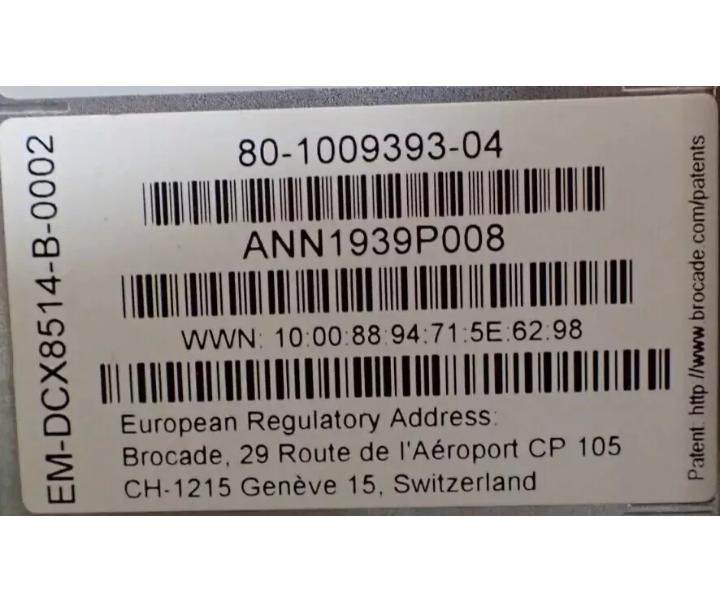 EM-DCX8514-B-0002
80-1009393-04
ANN1939P008
WWN: 10:00:88:94:71:5E:62:98
European Regulatory Address:
Brocade, 29 Route de l'Aéroport CP 105
CH-1215 Genève 15, Switzerland
Patent: http://www.brocade.com/patents